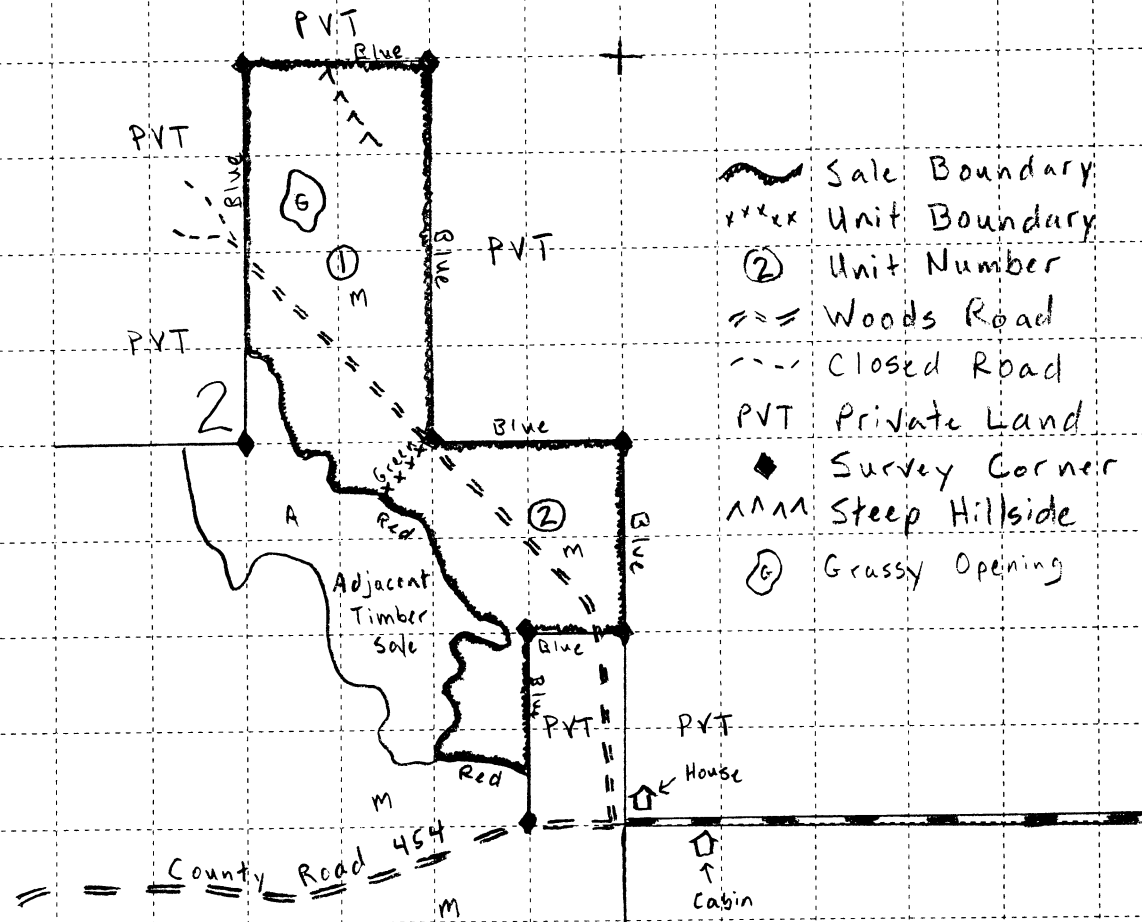 PVT
Blue
PVT
Blue
G
1
Blue
PVT
M
PVT
2
Sale Boundary
xxxxx Unit Boundary
2 Unit Number
Woods Road
Closed Road
PVT Private Land
Survey Corner
Steep Hillside
G Grassy Opening
Blue
Green
Red
A
2
M
Blue
Adjacent
Timber
Sale
Blue
Blue
PVT
PVT
Red
House
M
County Road 454
Cabin
M